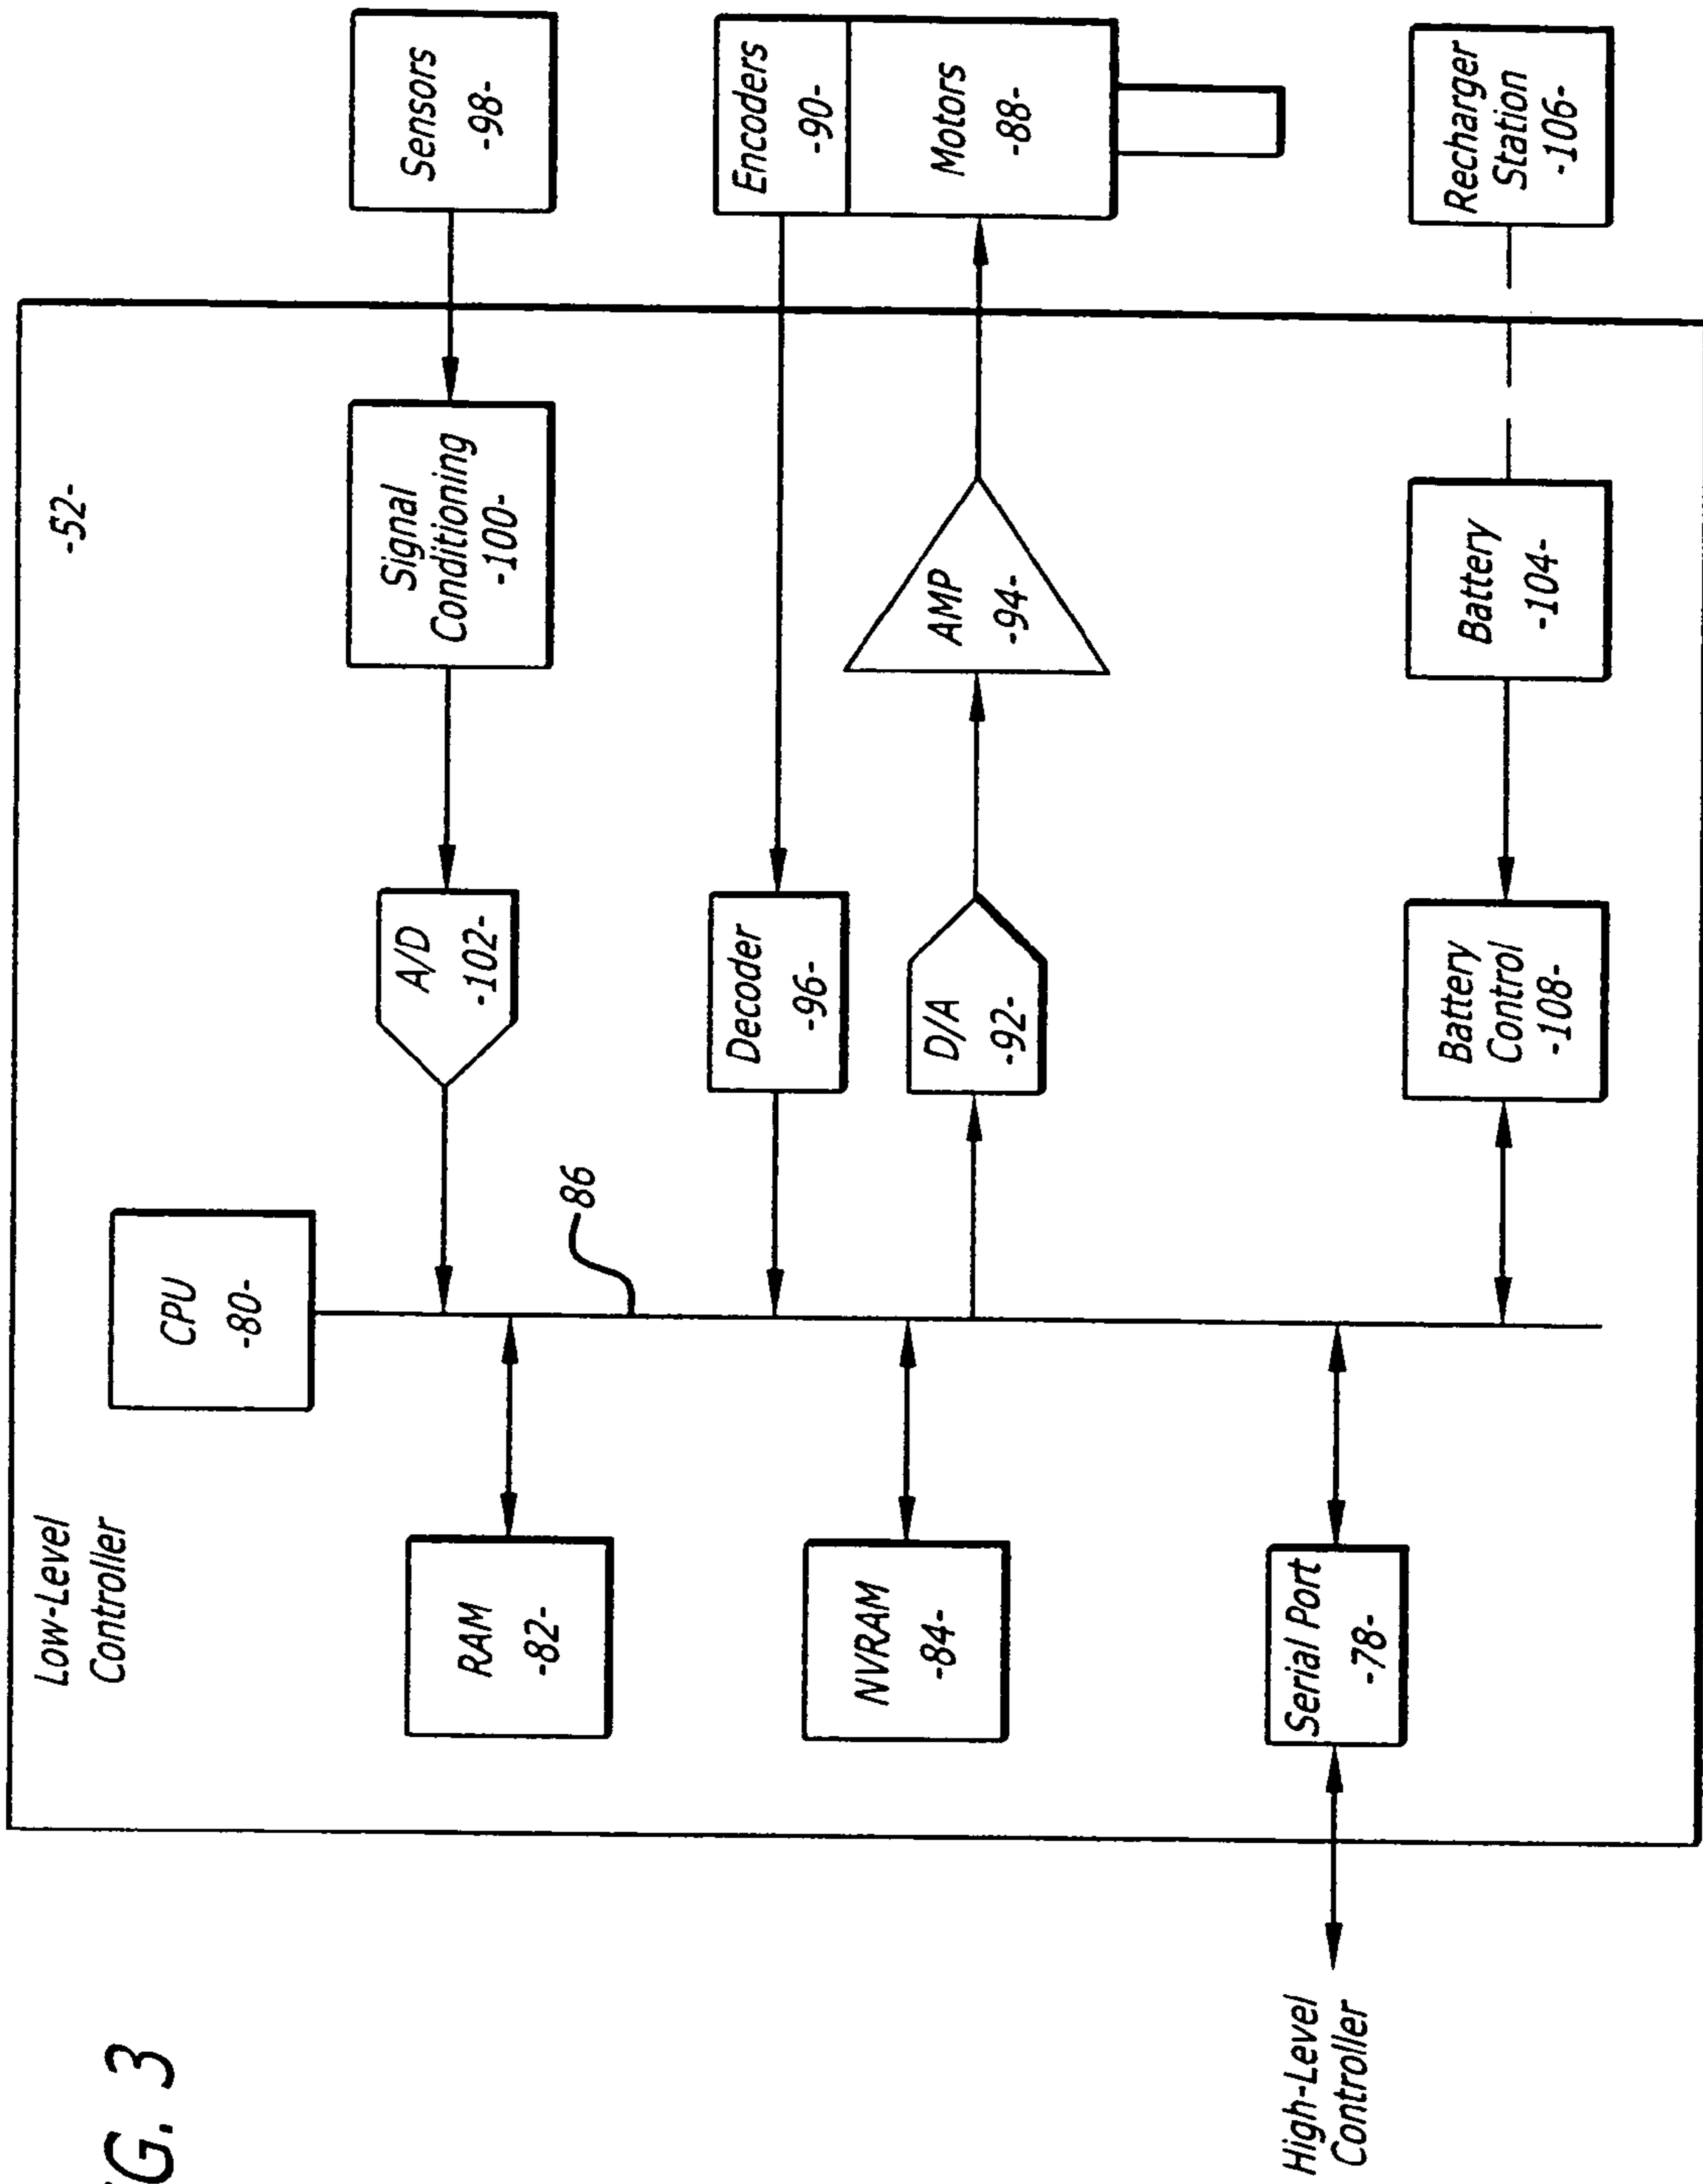 G. 3
Low-Level
Controller
-52-
CPU
-80-
86
RAM
-82-
NVRAM
-84-
Serial Port
-78-
High-Level
Controller
A/D
-102-
Signal
Conditioning
-100-
Sensors
-98-
Decoder
-96-
Encoders
-90-
Motors
-88-
D/A
-92-
AMP
-94-
Battery
Control
-108-
Battery
-104-
Recharger
Station
-106-